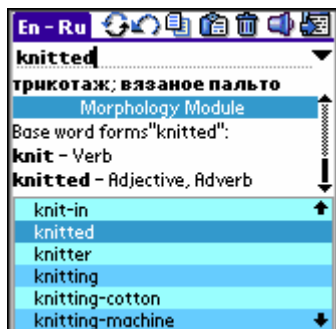 En - Ru
knitted
трикотаж; вязаное пальто
Morphology Module
Base word forms"knitted":
knit – Verb
knitted – Adjective, Adverb
knit-in
knitted
knitter
knitting
knitting-cotton
knitting-machine